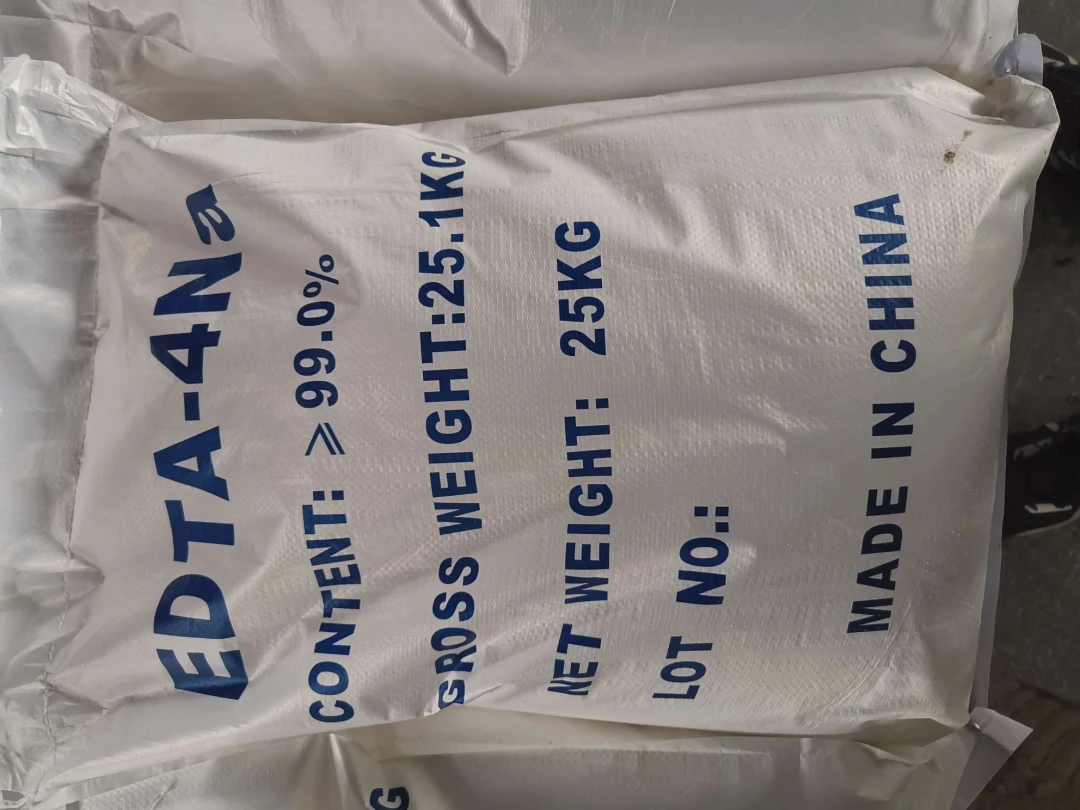 EDTA-4Na
CONTENT: ⩾99.0%
GROSS WEIGHT:25.1KG
NET WEIGHT: 25KG
LOT NO.:
MADE IN CHINA
G